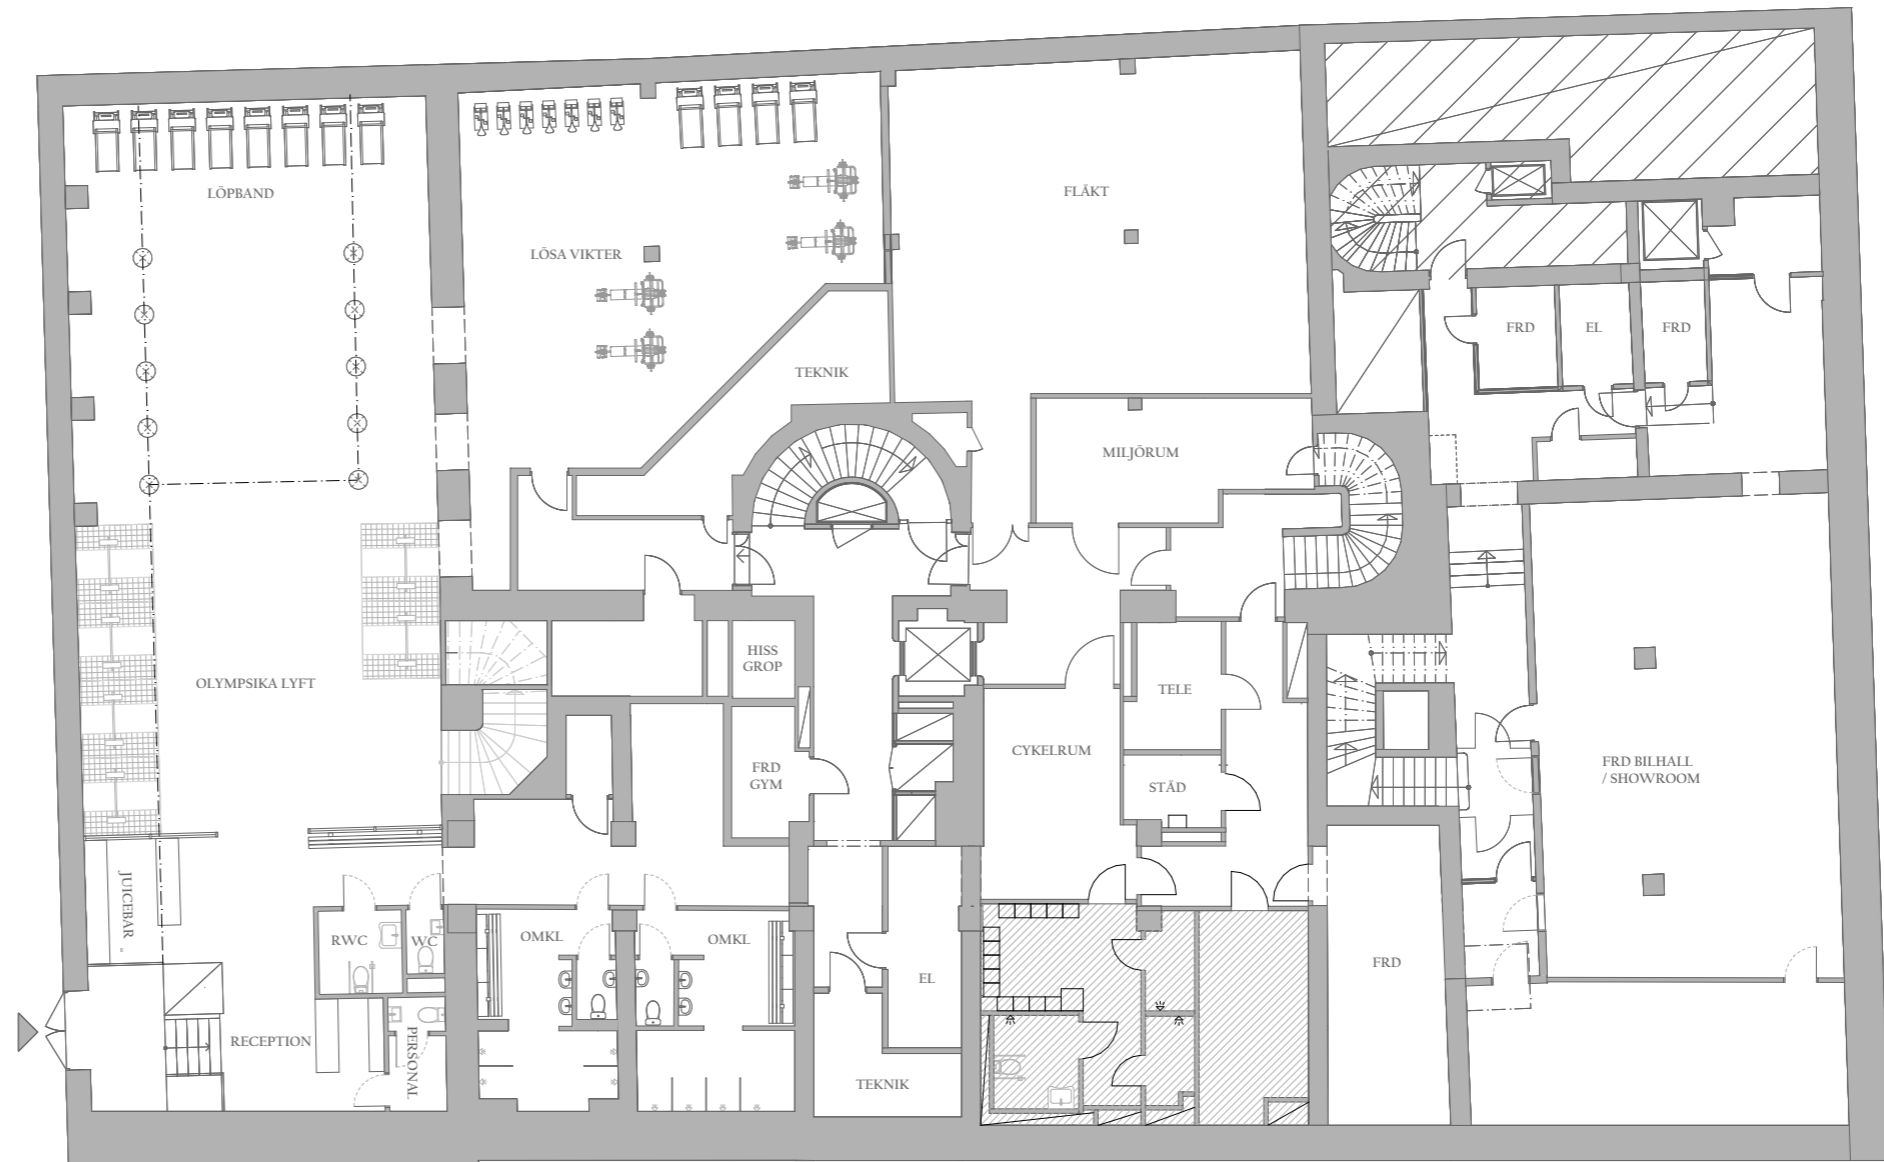 LÖPBAND
LÖSA VIKTER
FLÄKT
TEKNIK
MILJÖRUM
FRD
EL
FRD
OLYMPSIKA LYFT
HISS
GROP
TELE
CYKELRUM
FRD
GYM
STÄD
FRD BILHALL
/ SHOWROOM
JUICEBAR
RWC
WC
OMKL
OMKL
EL
FRD
RECEPTION
PERSONAL
TEKNIK